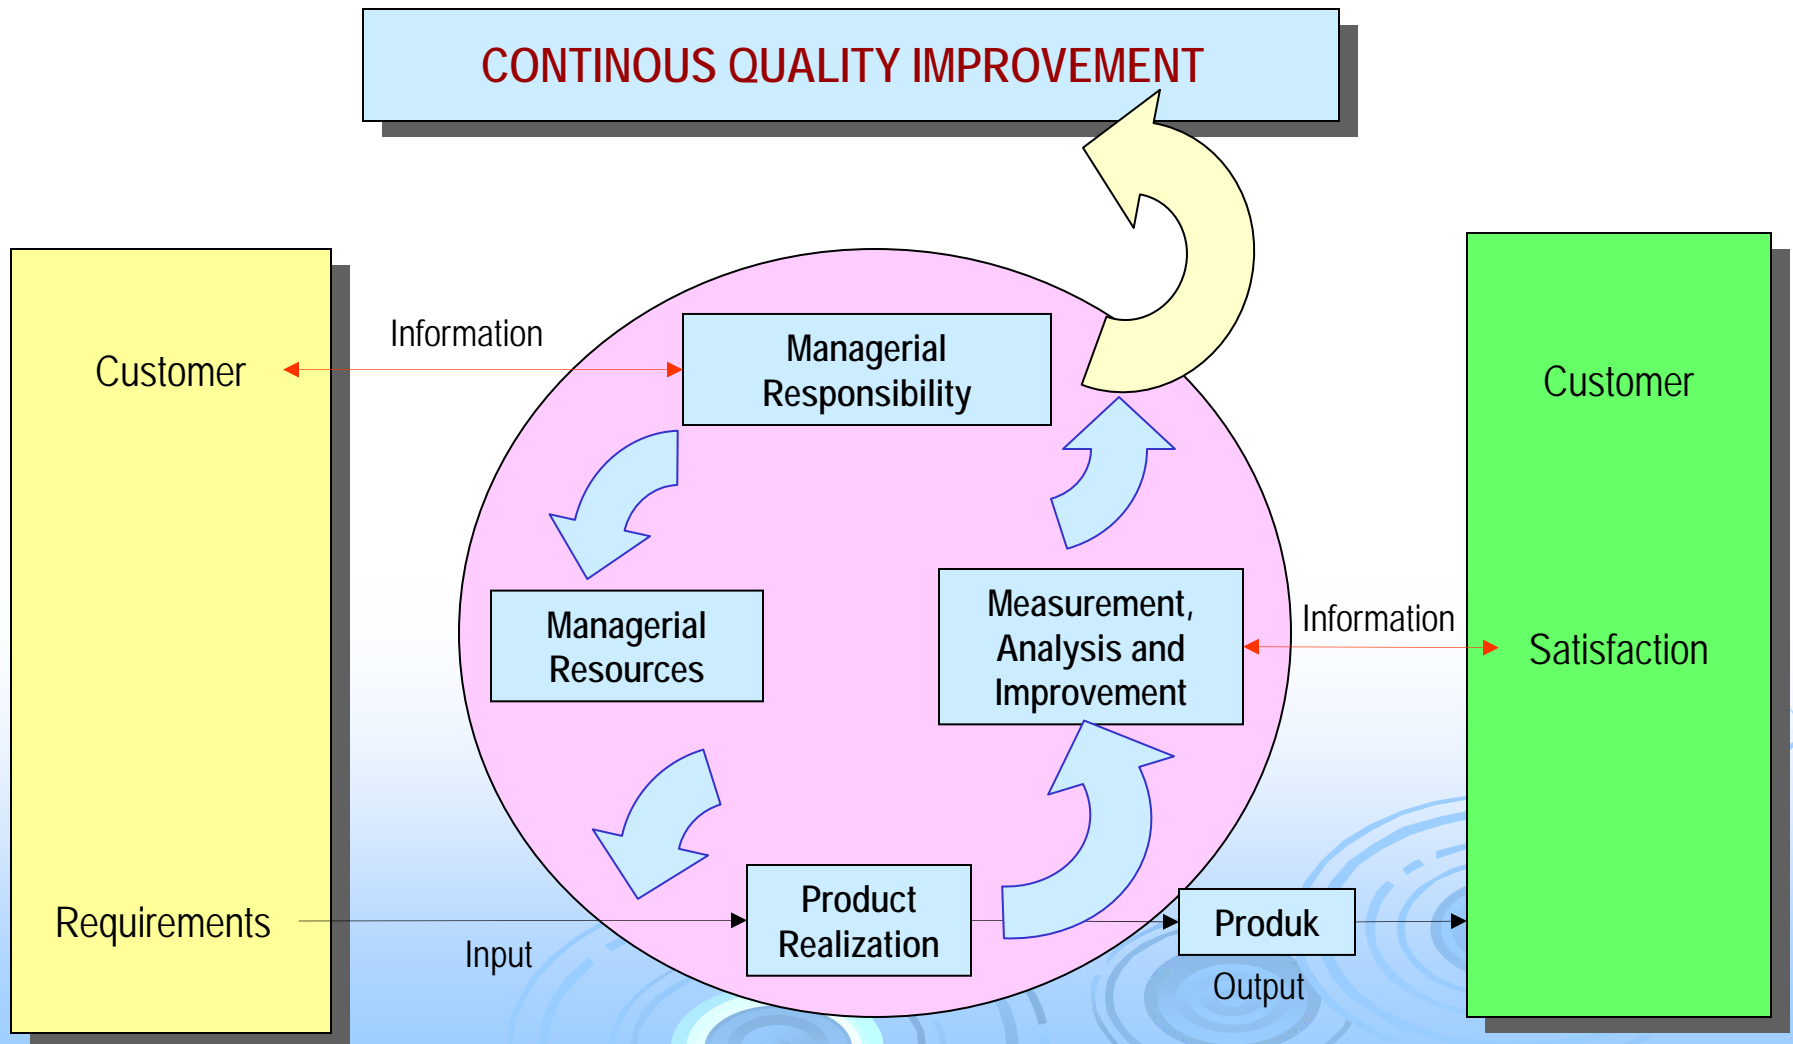 CONTINOUS QUALITY IMPROVEMENT
Customer
Requirements
Information
Input
Managerial
Responsibility
Managerial
Resources
Measurement,
Analysis and
Improvement
Product
Realization
Produk
Output
Information
Customer
Satisfaction